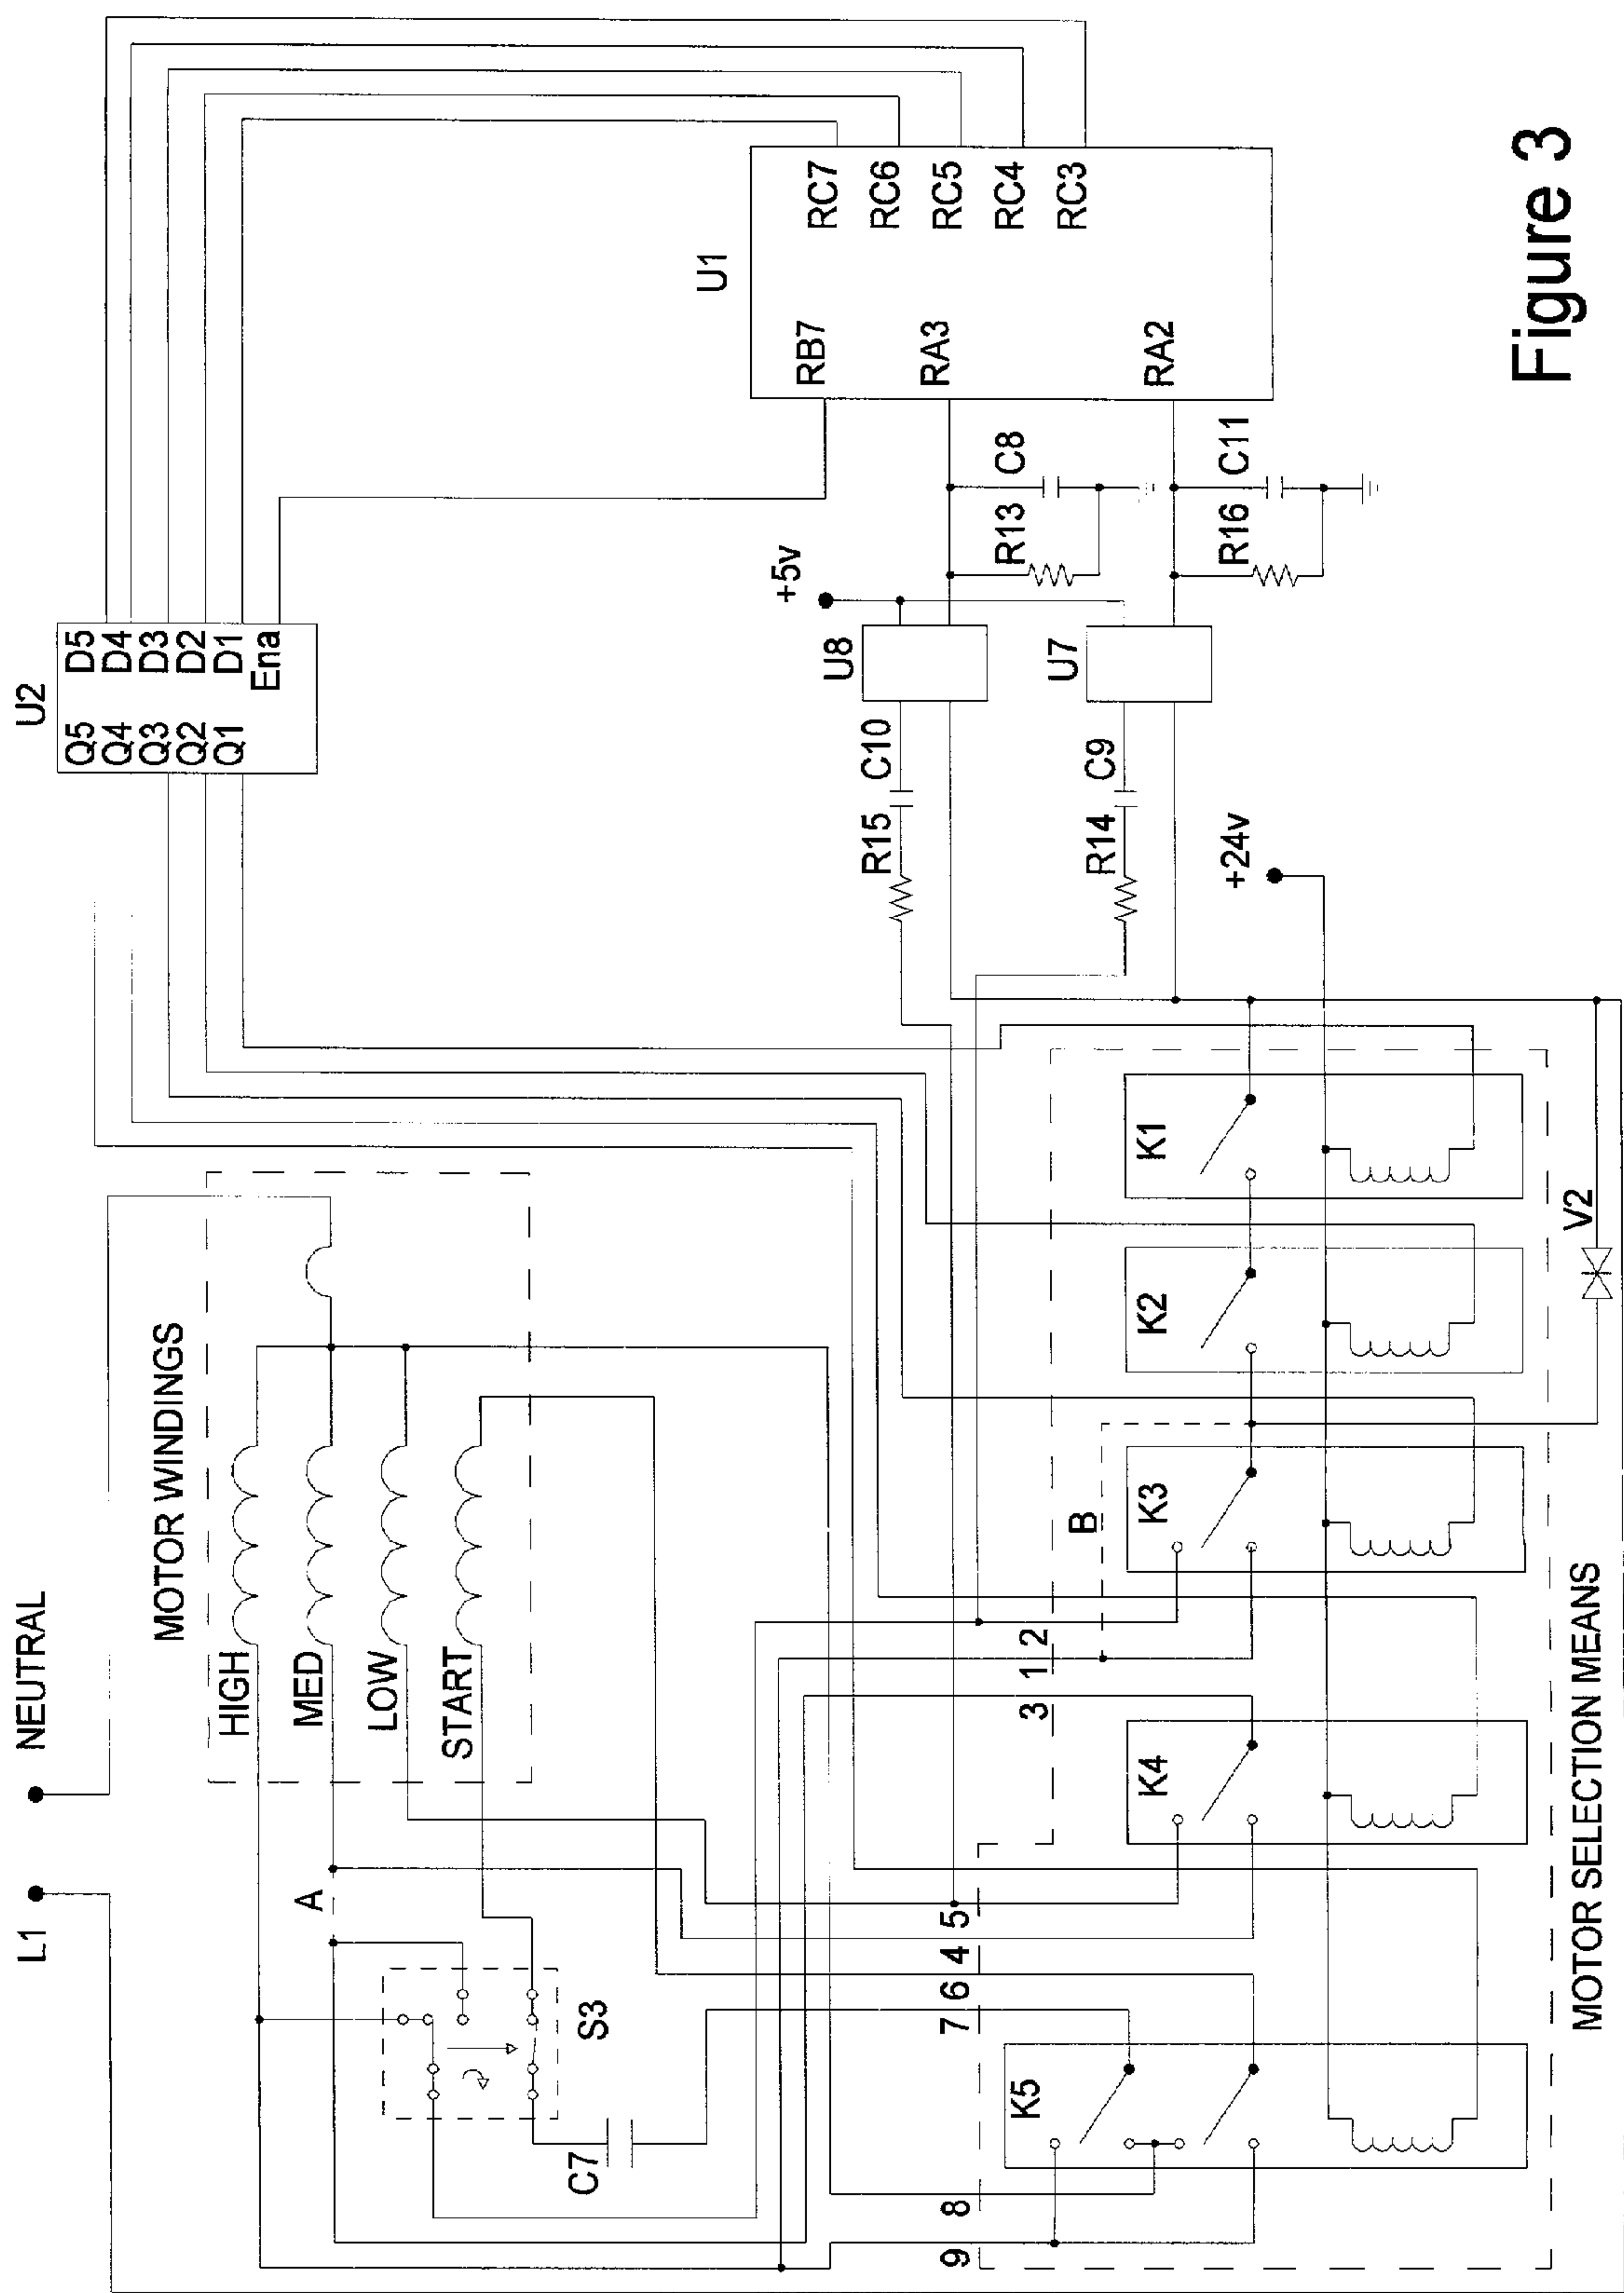 L1
NEUTRAL
MOTOR WINDINGS
HIGH
MED
LOW
START
A
S3
C7
U2
Q5 D5
Q4 D4
Q3 D3
Q2 D2
Q1 D1
Ena
U1
RB7 RC7
RC6
RA3 RC5
RC4
RA2 RC3
+5v
U8
U7
R15 C10
R14 C9
R13 C8
R16 C11
+24v
9 8 7 6 4 5 3 1 2
B
K5
K4
K3
K2
K1
V2
MOTOR SELECTION MEANS
Figure 3